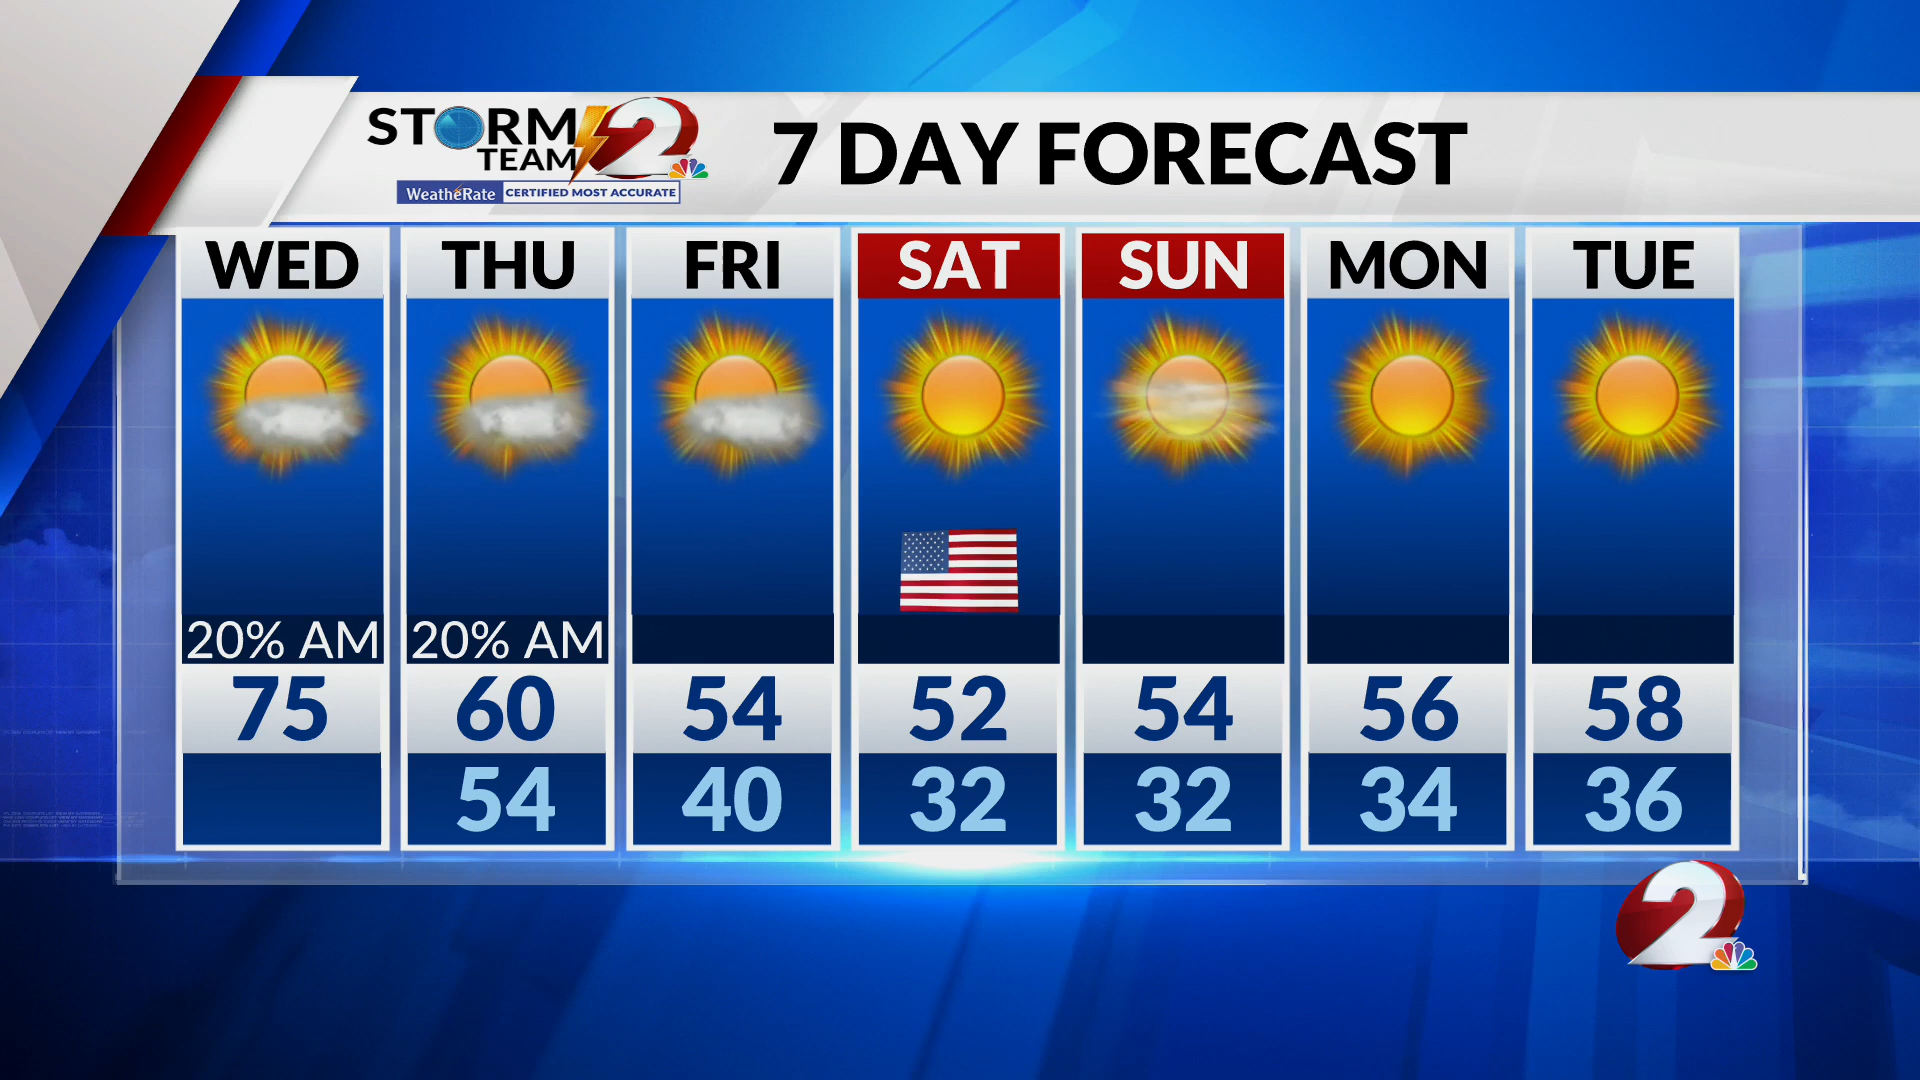 STORM
TEAM
2
WeatheRate CERTIFIED MOST ACCURATE
7 DAY FORECAST
WED THU FRI SAT SUN MON TUE
20% AM 20% AM
75 60 54 52 54 56 58
54 40 32 32 34 36
2